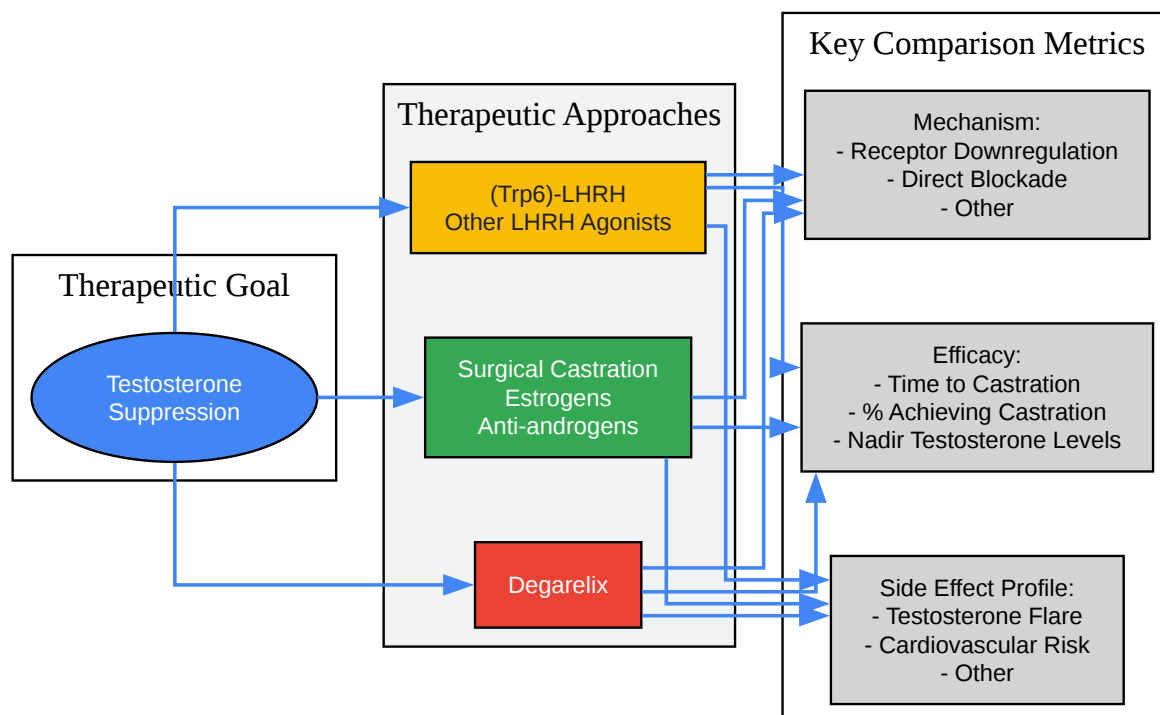 Therapeutic Goal
Testosterone
Suppression
Therapeutic Approaches
(Trp6)-LHRH
Other LHRH Agonists
Surgical Castration
Estrogens
Anti-androgens
Degarelix
Key Comparison Metrics
Mechanism:
- Receptor Downregulation
- Direct Blockade
- Other
Efficacy:
- Time to Castration
- % Achieving Castration
- Nadir Testosterone Levels
Side Effect Profile:
- Testosterone Flare
- Cardiovascular Risk
- Other